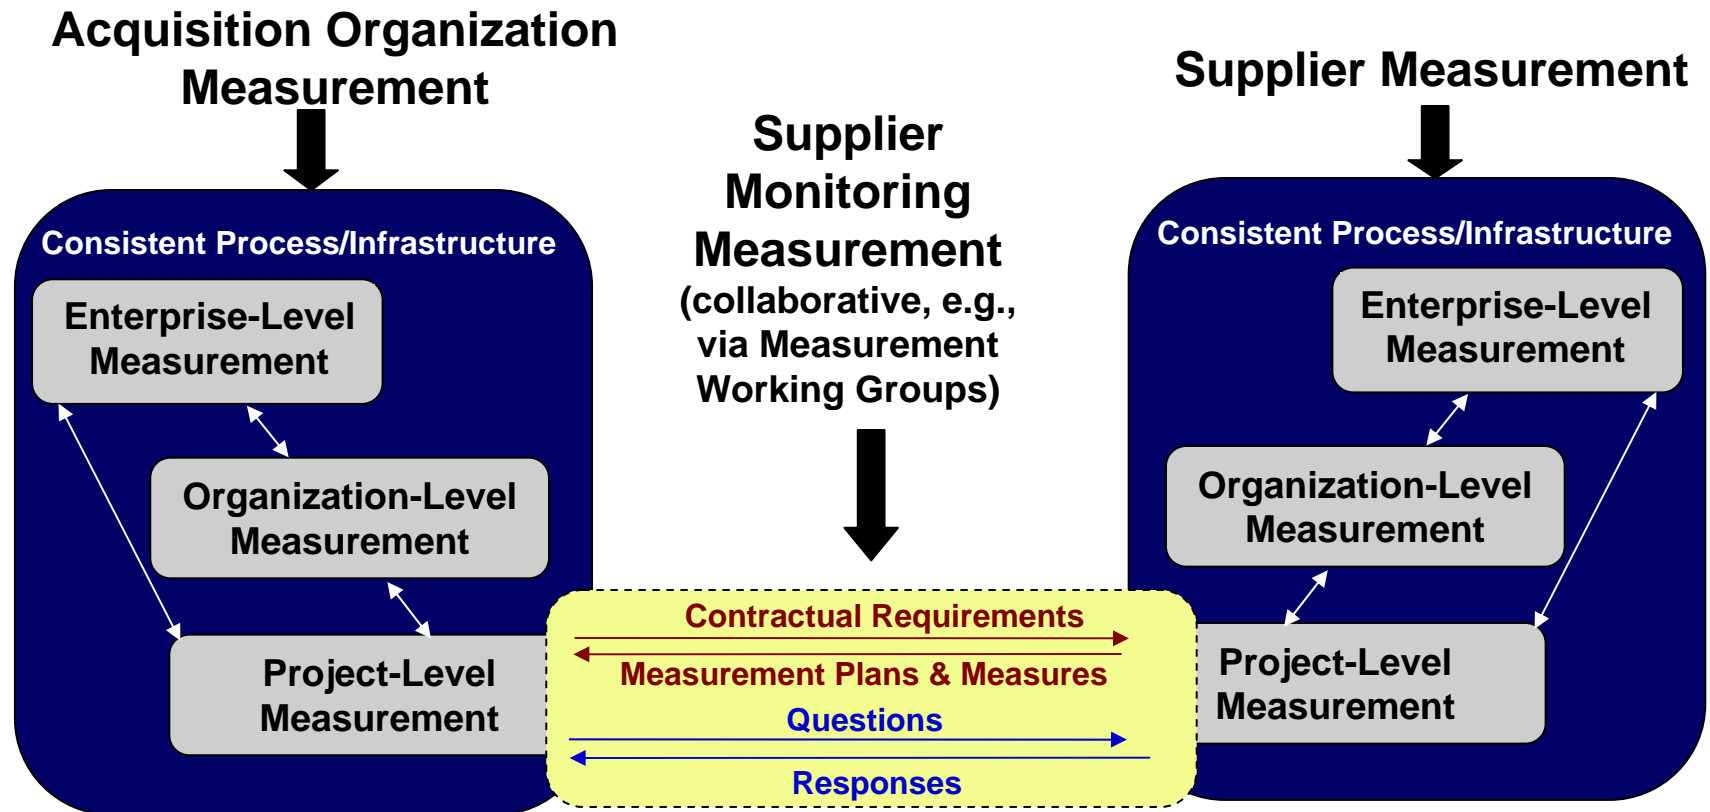 Acquisition Organization
Measurement
Consistent Process/Infrastructure
Enterprise-Level
Measurement
Organization-Level
Measurement
Project-Level
Measurement
Supplier
Monitoring
Measurement
(collaborative, e.g.,
via Measurement
Working Groups)
Contractual Requirements
Measurement Plans & Measures
Questions
Responses
Supplier Measurement
Consistent Process/Infrastructure
Enterprise-Level
Measurement
Organization-Level
Measurement
Project-Level
Measurement